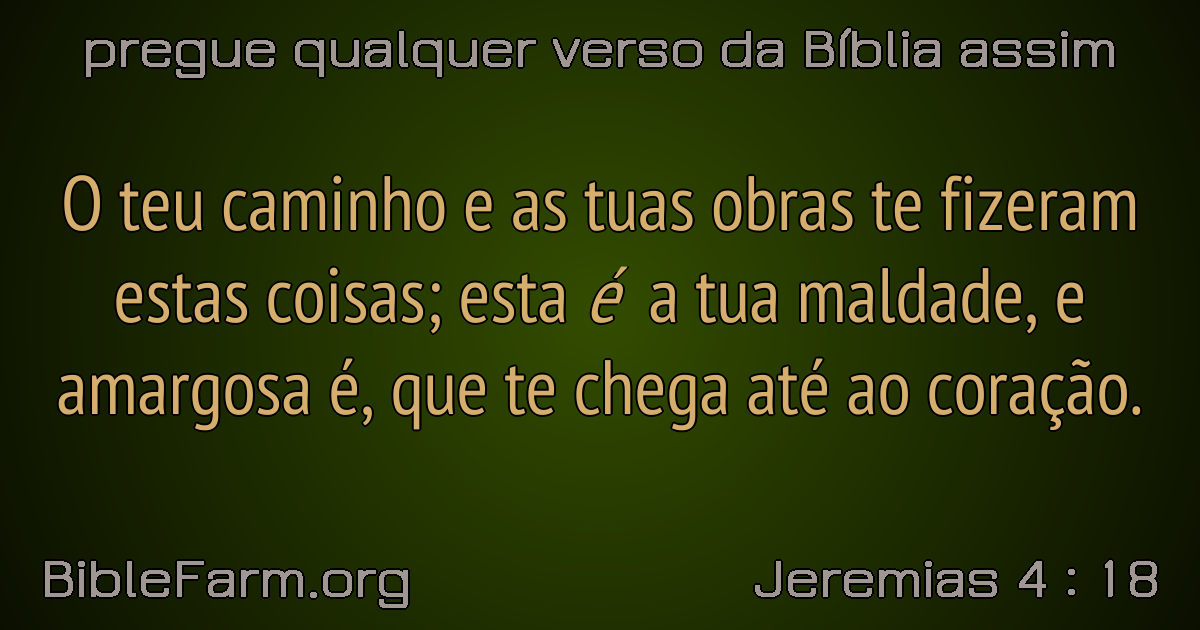 pregue qualquer verso da Bíblia assim
O teu caminho e as tuas obras te fizeram
estas coisas; esta é a tua maldade, e
amargosa é, que te chega até ao coração.
BibleFarm.org
Jeremias 4 : 18